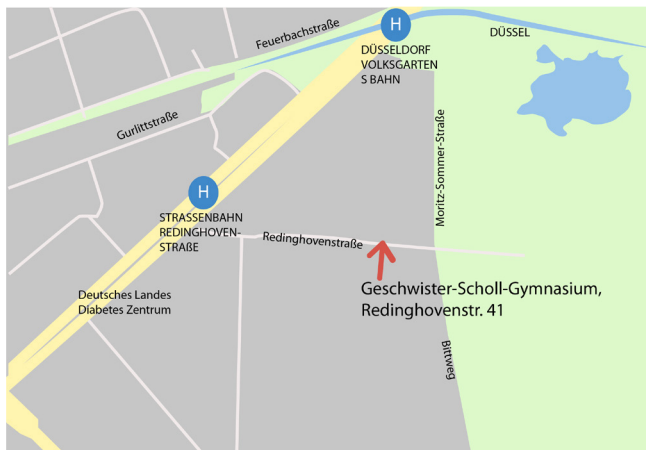 Feuerbachstraße
H
DÜSSELDORF
VOLKSGARTEN
S BAHN
DÜSSEL
Gurlittstraße
Moritz-Sommer-Straße
H
STRASSENBAHN
REDINGHOVEN-
STRAßE
Redinghovenstraße
Geschwister-Scholl-Gymnasium,
Redinghovenstr. 41
Deutsches Landes
Diabetes Zentrum
Bittweg